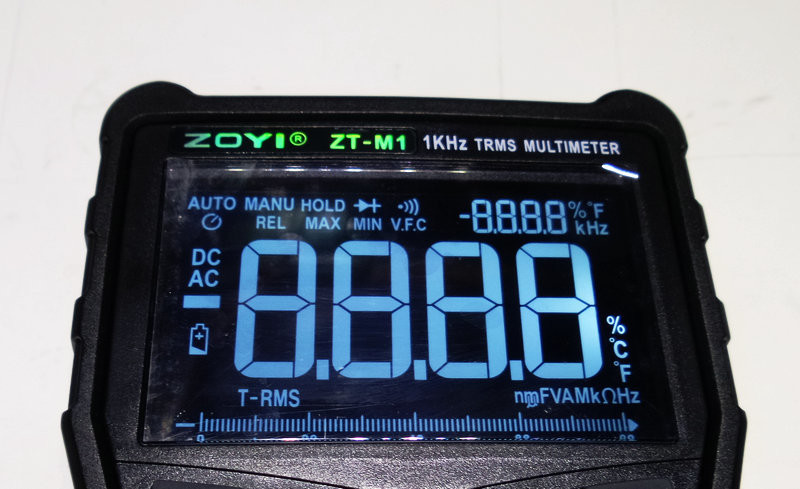 ZOYI® ZT-M1 1KHz TRMS MULTIMETER
AUTO MANU HOLD
REL MAX MIN V.F.C
-8.8.8.8 % °F
kHz
DC
AC
-8.8.8.8
%
°C
°F
T-RMS
nmFVAMkΩHz